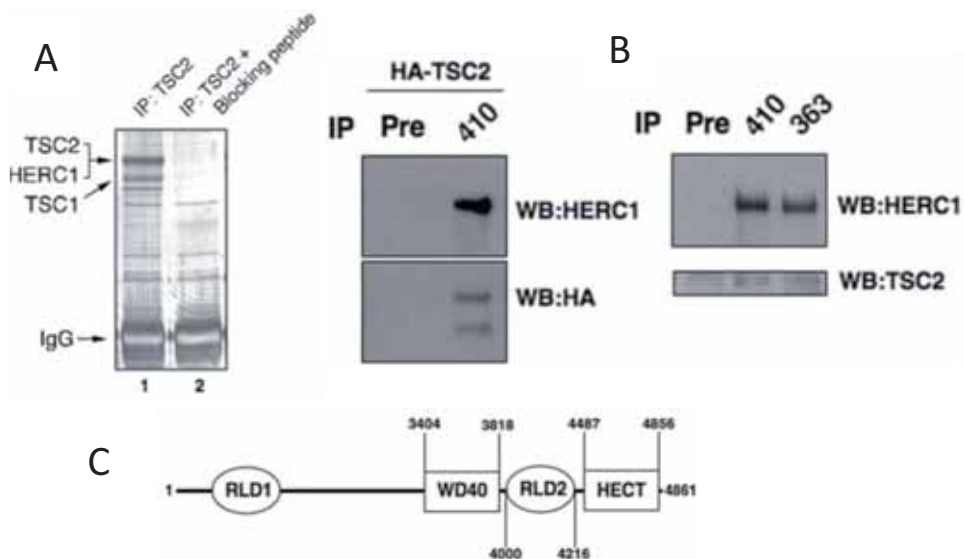 A
IP: TSC2
IP: TSC2 +
Blocking peptide
TSC2
HERC1
TSC1
IgG
1 2
HA-TSC2
IP Pre 410
WB:HERC1
WB:HA
B
IP Pre 410 363
WB:HERC1
WB:TSC2
C
3404 3818 4487 4856
1 RLD1 WD40 RLD2 HECT 4861
4000 4216